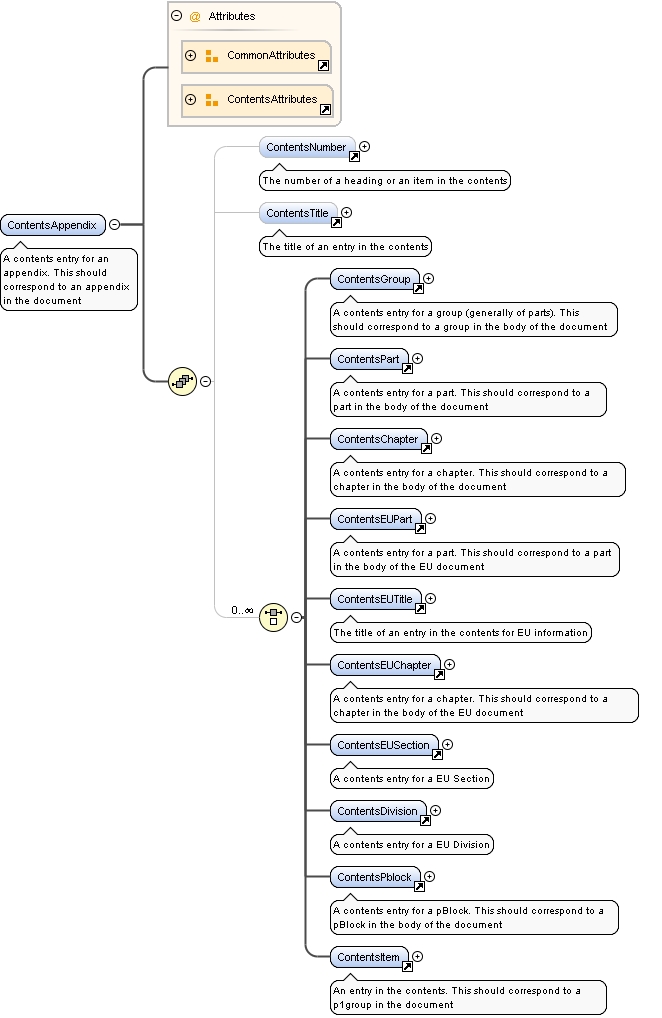 @ Attributes
CommonAttributes
ContentsAttributes
ContentsNumber
The number of a heading or an item in the contents
ContentsTitle
The title of an entry in the contents
ContentsAppendix
A contents entry for an
appendix. This should
correspond to an appendix
in the document
ContentsGroup
A contents entry for a group (generally of parts). This
should correspond to a group in the body of the document
ContentsPart
A contents entry for a part. This should correspond to a
part in the body of the document
ContentsChapter
A contents entry for a chapter. This should correspond to a
chapter in the body of the document
ContentsEUPart
A contents entry for a part. This should correspond to a part
in the body of the EU document
ContentsEUTitle
0..∞
The title of an entry in the contents for EU information
ContentsEUChapter
A contents entry for a chapter. This should correspond to a
chapter in the body of the EU document
ContentsEUSection
A contents entry for a EU Section
ContentsDivision
A contents entry for a EU Division
ContentsPblock
A contents entry for a pBlock. This should correspond to a
pBlock in the body of the document
ContentsItem
An entry in the contents. This should correspond to a
p1group in the document